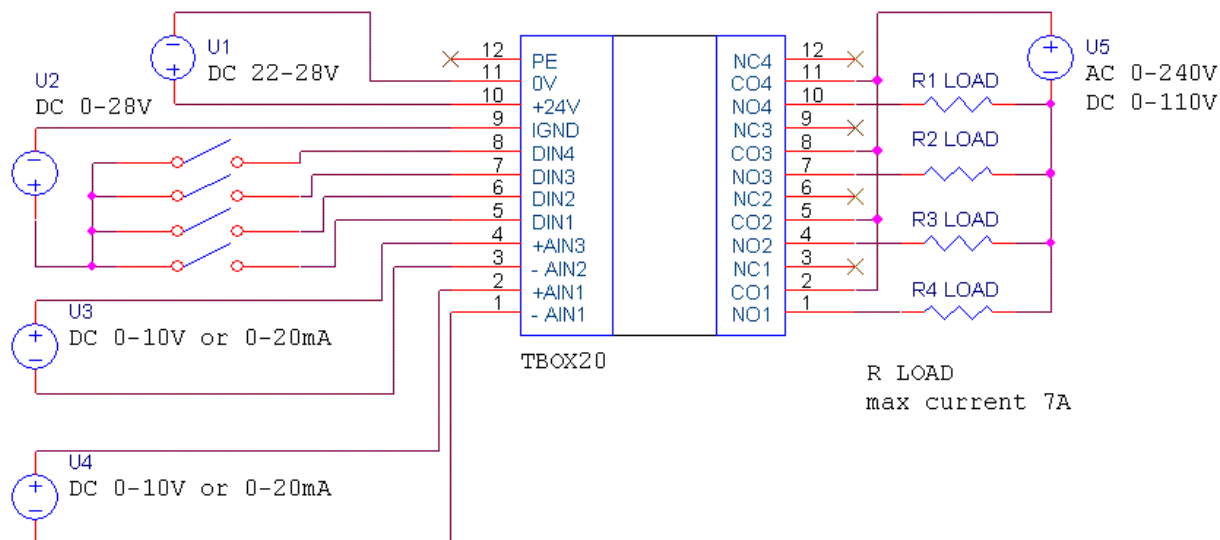 U1
DC 22-28V
U2
DC 0-28V
12 PE
11 0V
10 +24V
9 IGND
8 DIN4
7 DIN3
6 DIN2
5 DIN1
4 +AIN3
3 - AIN2
2 +AIN1
1 - AIN1
TBOX20
NC4 12
CO4 11
NO4 10
NC3 9
CO3 8
NO3 7
NC2 6
CO2 5
NO2 4
NC1 3
CO1 2
NO1 1
R1 LOAD
R2 LOAD
R3 LOAD
R4 LOAD
U5
AC 0-240V
DC 0-110V
U3
DC 0-10V or 0-20mA
R LOAD
max current 7A
U4
DC 0-10V or 0-20mA